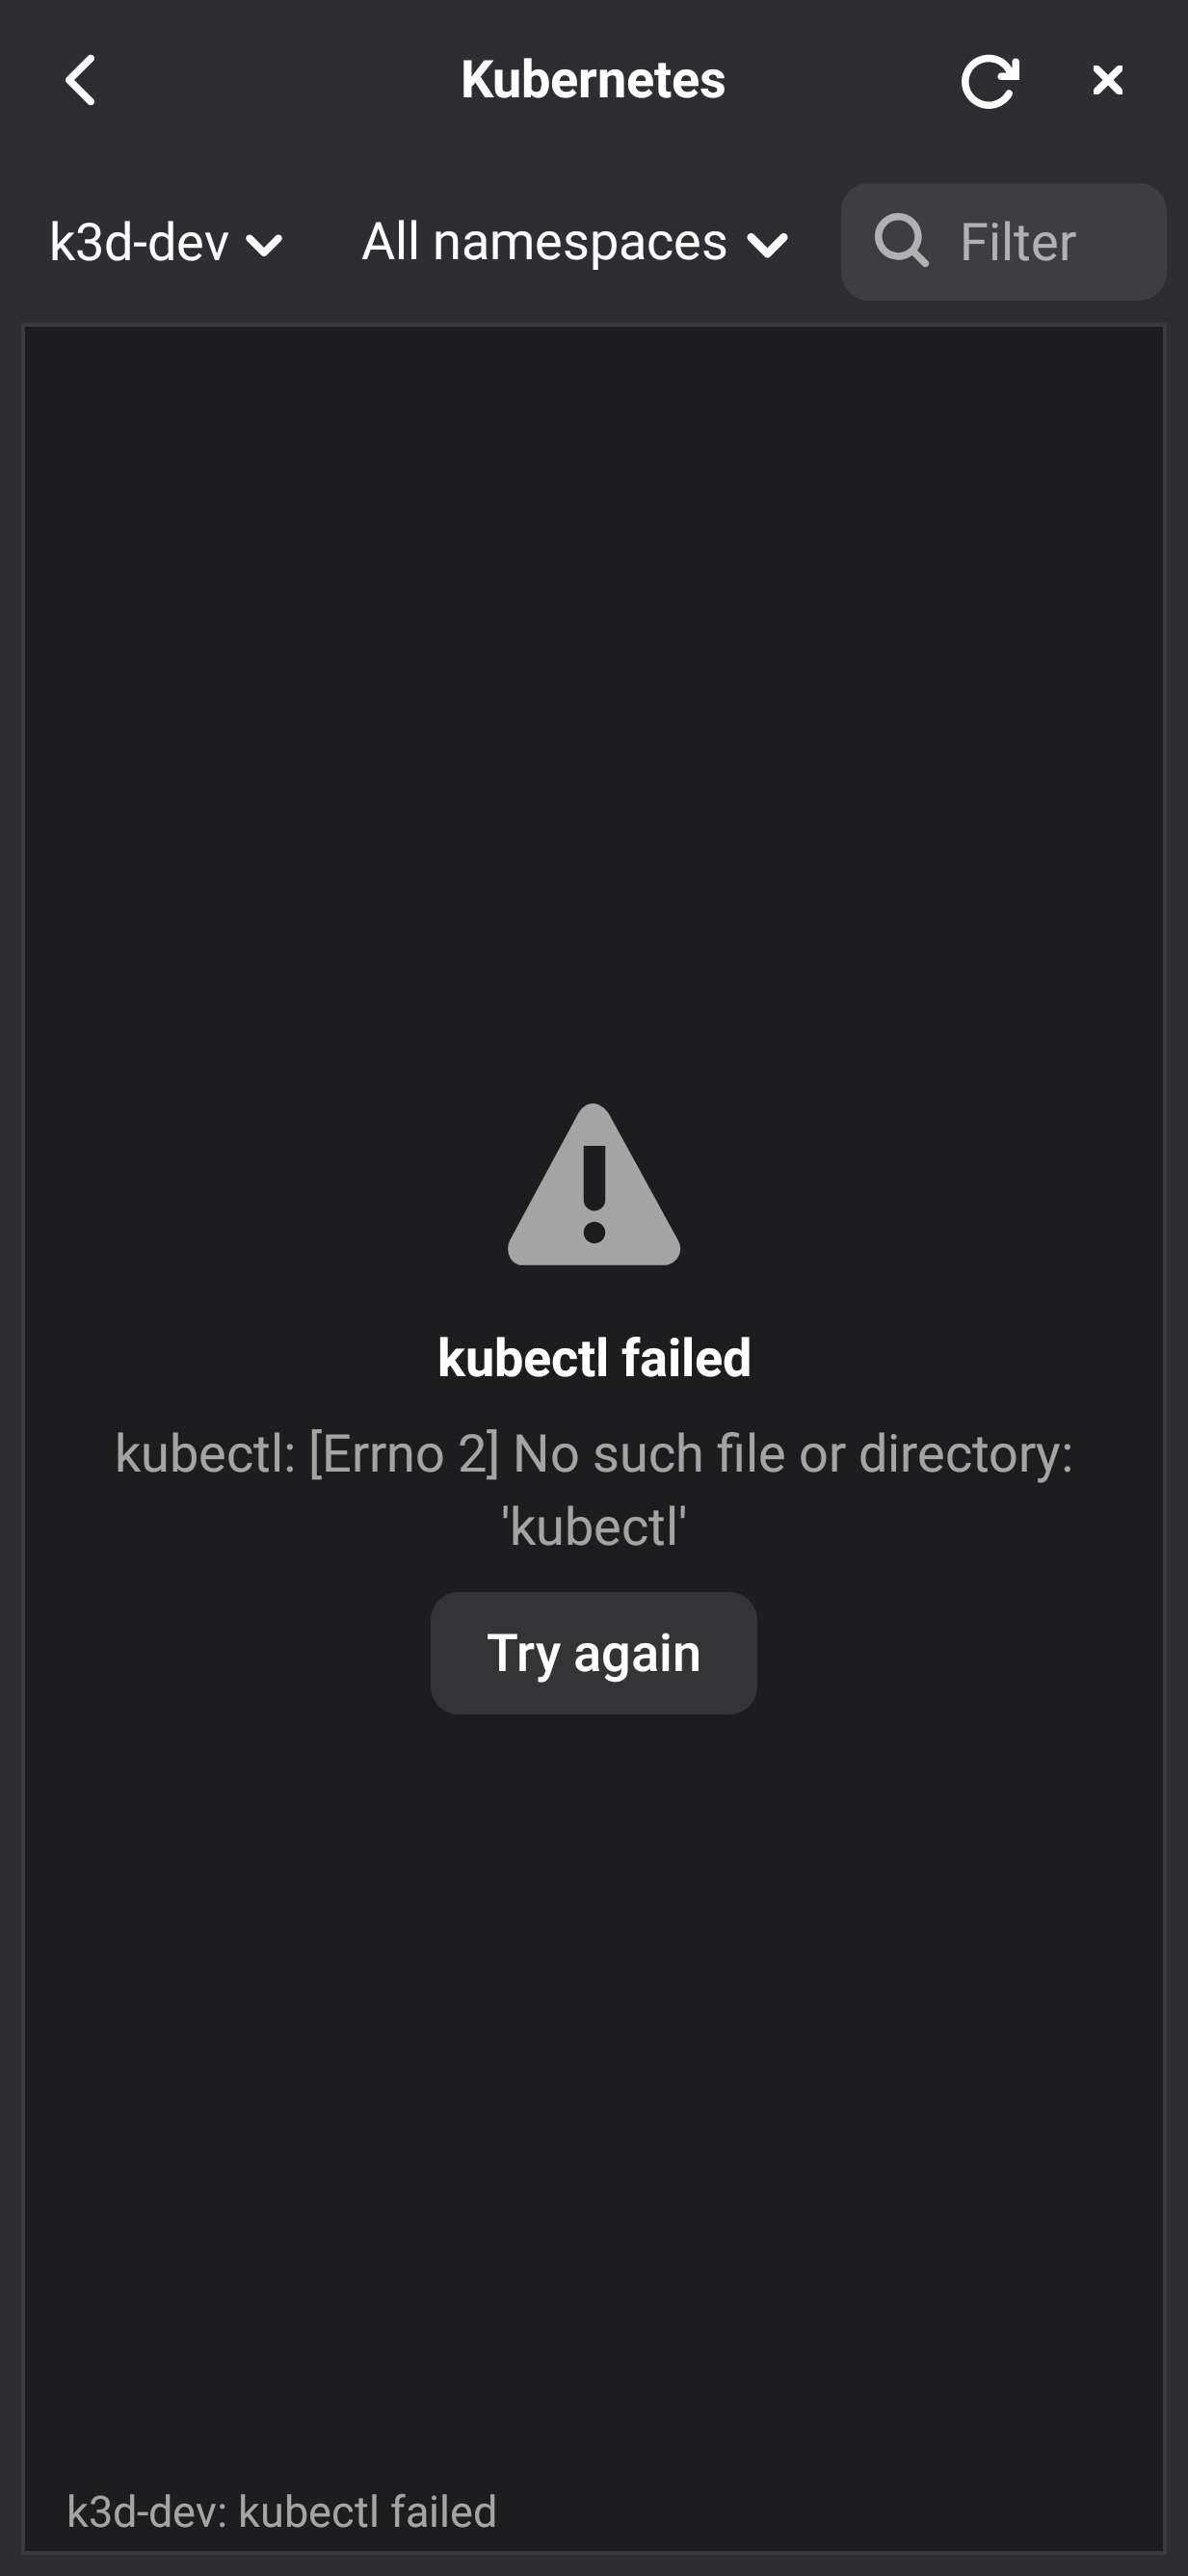 Kubernetes
k3d-dev
All namespaces
Filter
kubectl failed
kubectl: [Errno 2] No such file or directory:
'kubectl'
Try again
k3d-dev: kubectl failed